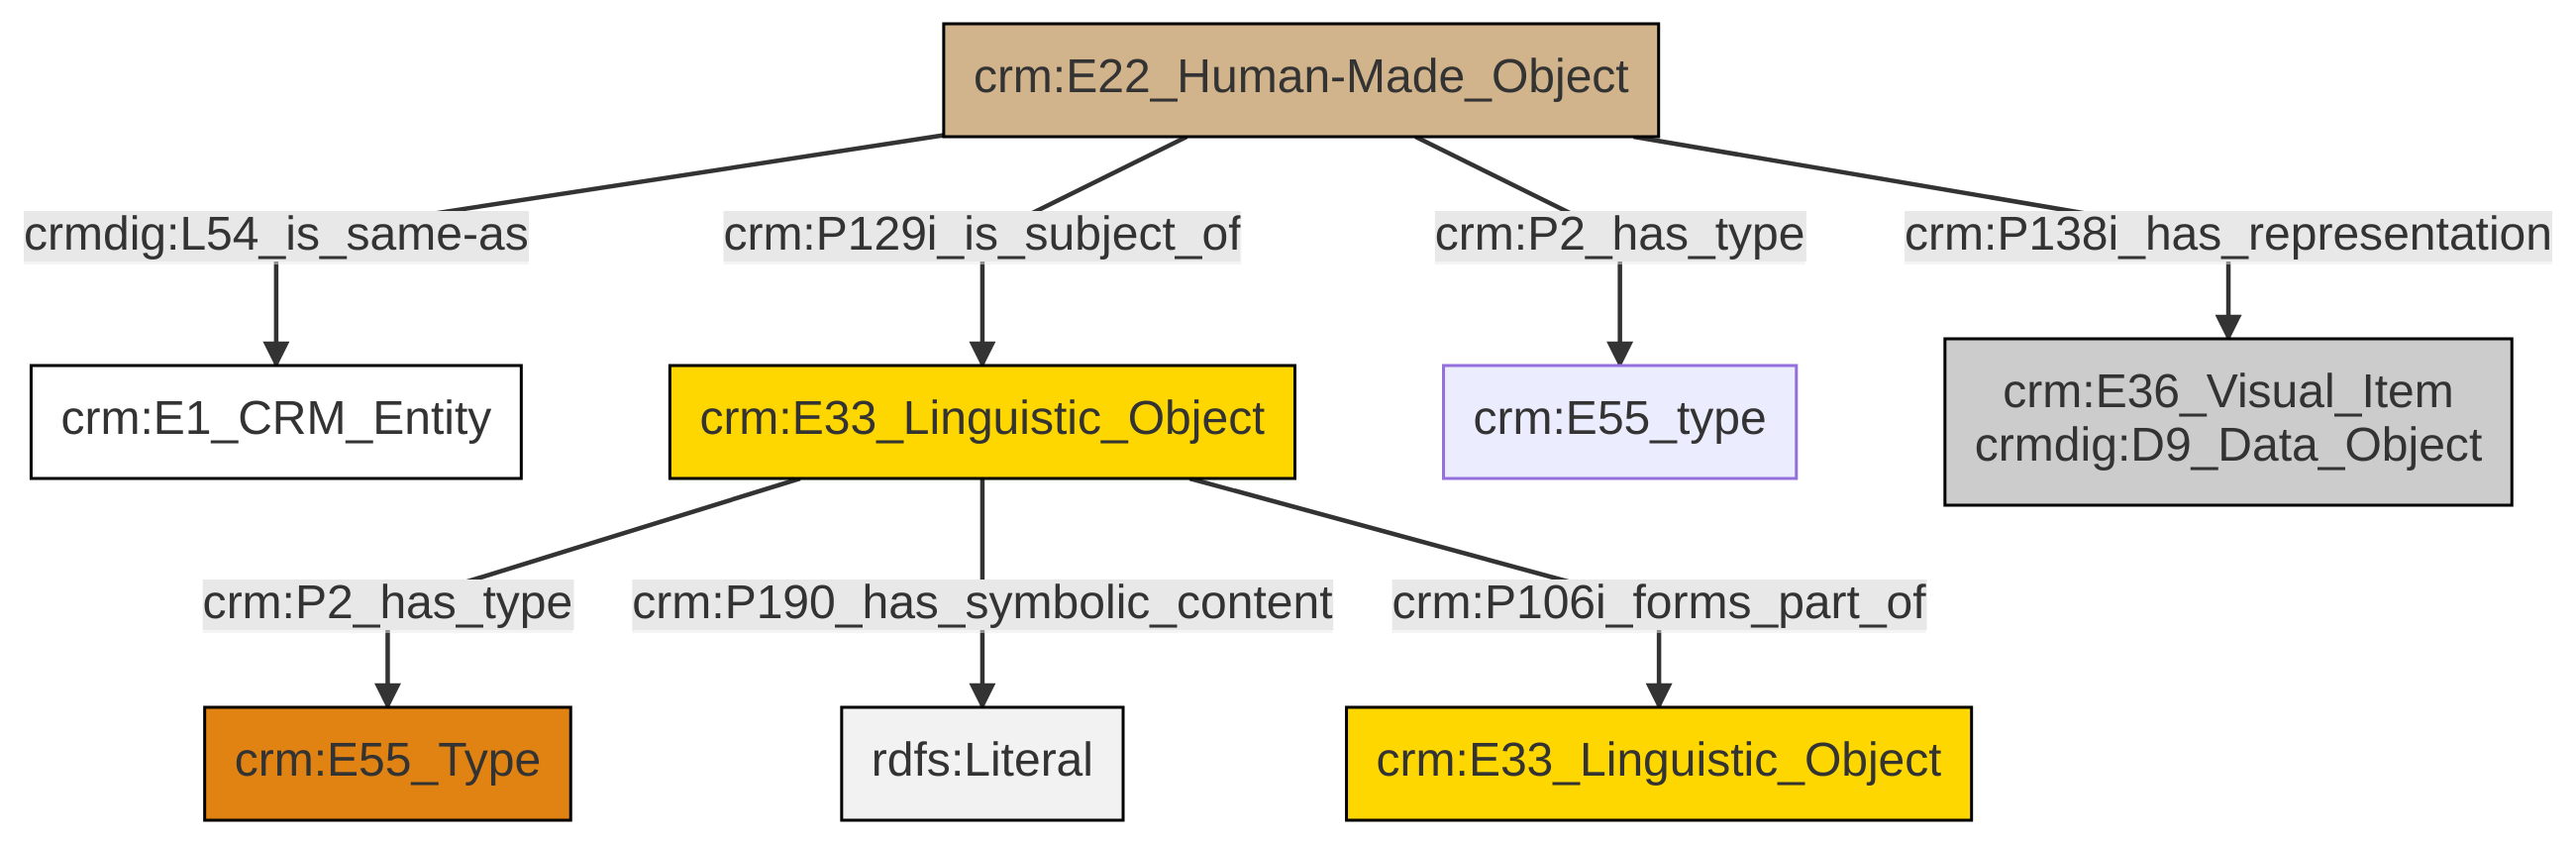 crm:E22_Human-Made_Object
crmdig:L54_is_same-as
crm:P129i_is_subject_of
crm:P2_has_type
crm:P138i_has_representation
crm:E1_CRM_Entity
crm:E33_Linguistic_Object
crm:E55_type
crm:E36_Visual_Item
crmdig:D9_Data_Object
crm:P2_has_type
crm:P190_has_symbolic_content
crm:P106i_forms_part_of
crm:E55_Type
rdfs:Literal
crm:E33_Linguistic_Object